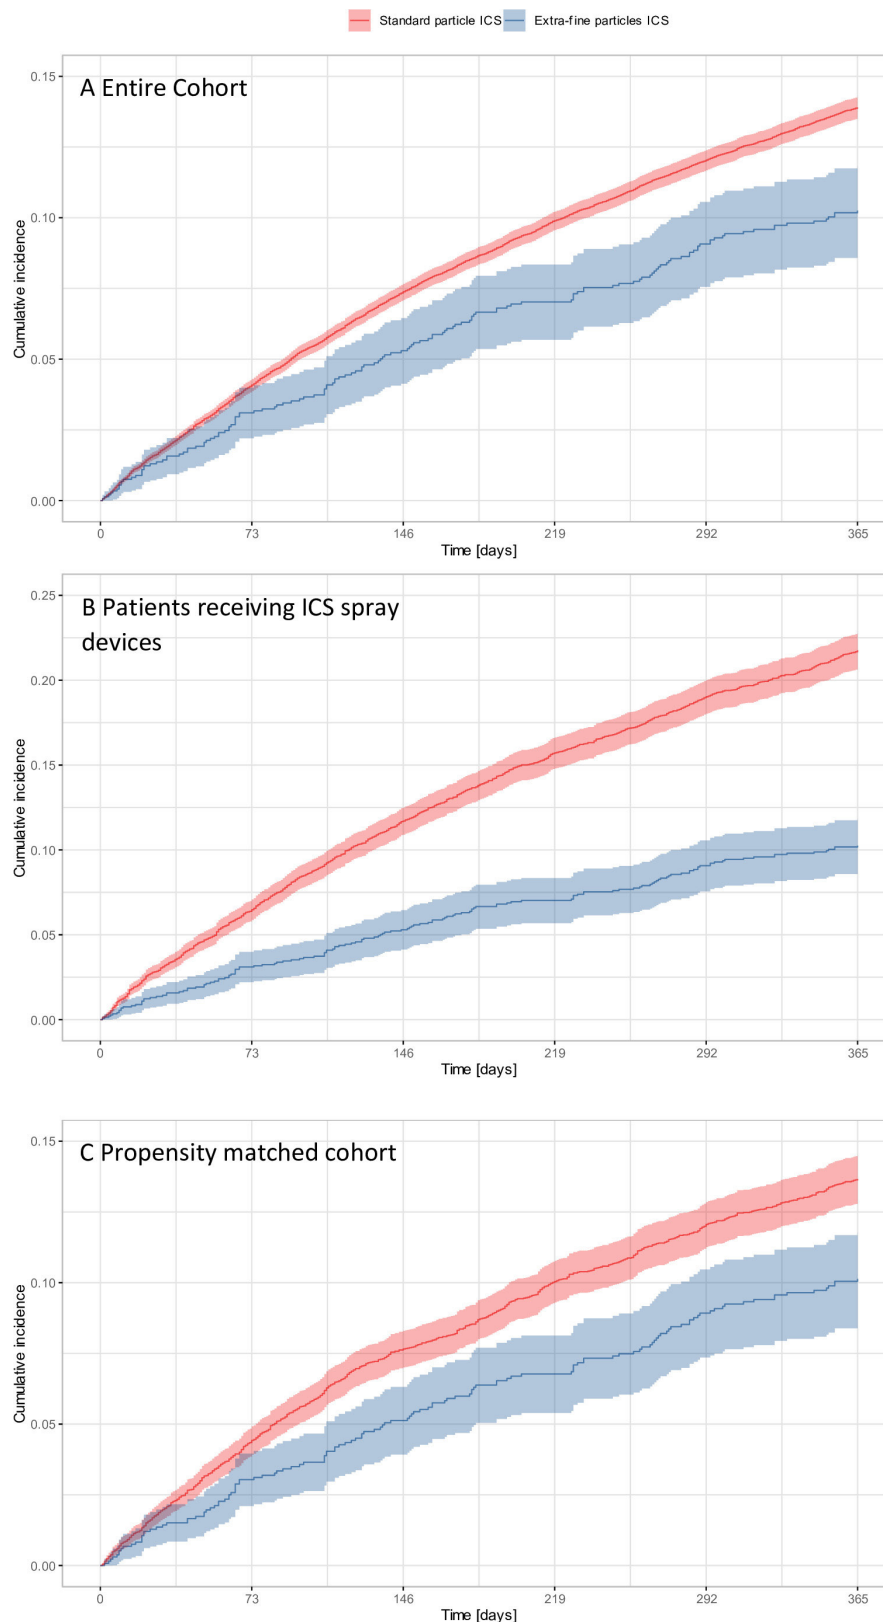 Standard particle ICS Extra-fine particles ICS
A Entire Cohort
0.15
0.10
0.05
0.00
Cumulative incidence
0 73 146 219 292 365
Time [days]
B Patients receiving ICS spray
devices
0.25
0.20
0.15
0.10
0.05
0.00
Cumulative incidence
0 73 146 219 292 365
Time [days]
C Propensity matched cohort
0.15
0.10
0.05
0.00
Cumulative incidence
0 73 146 219 292 365
Time [days]